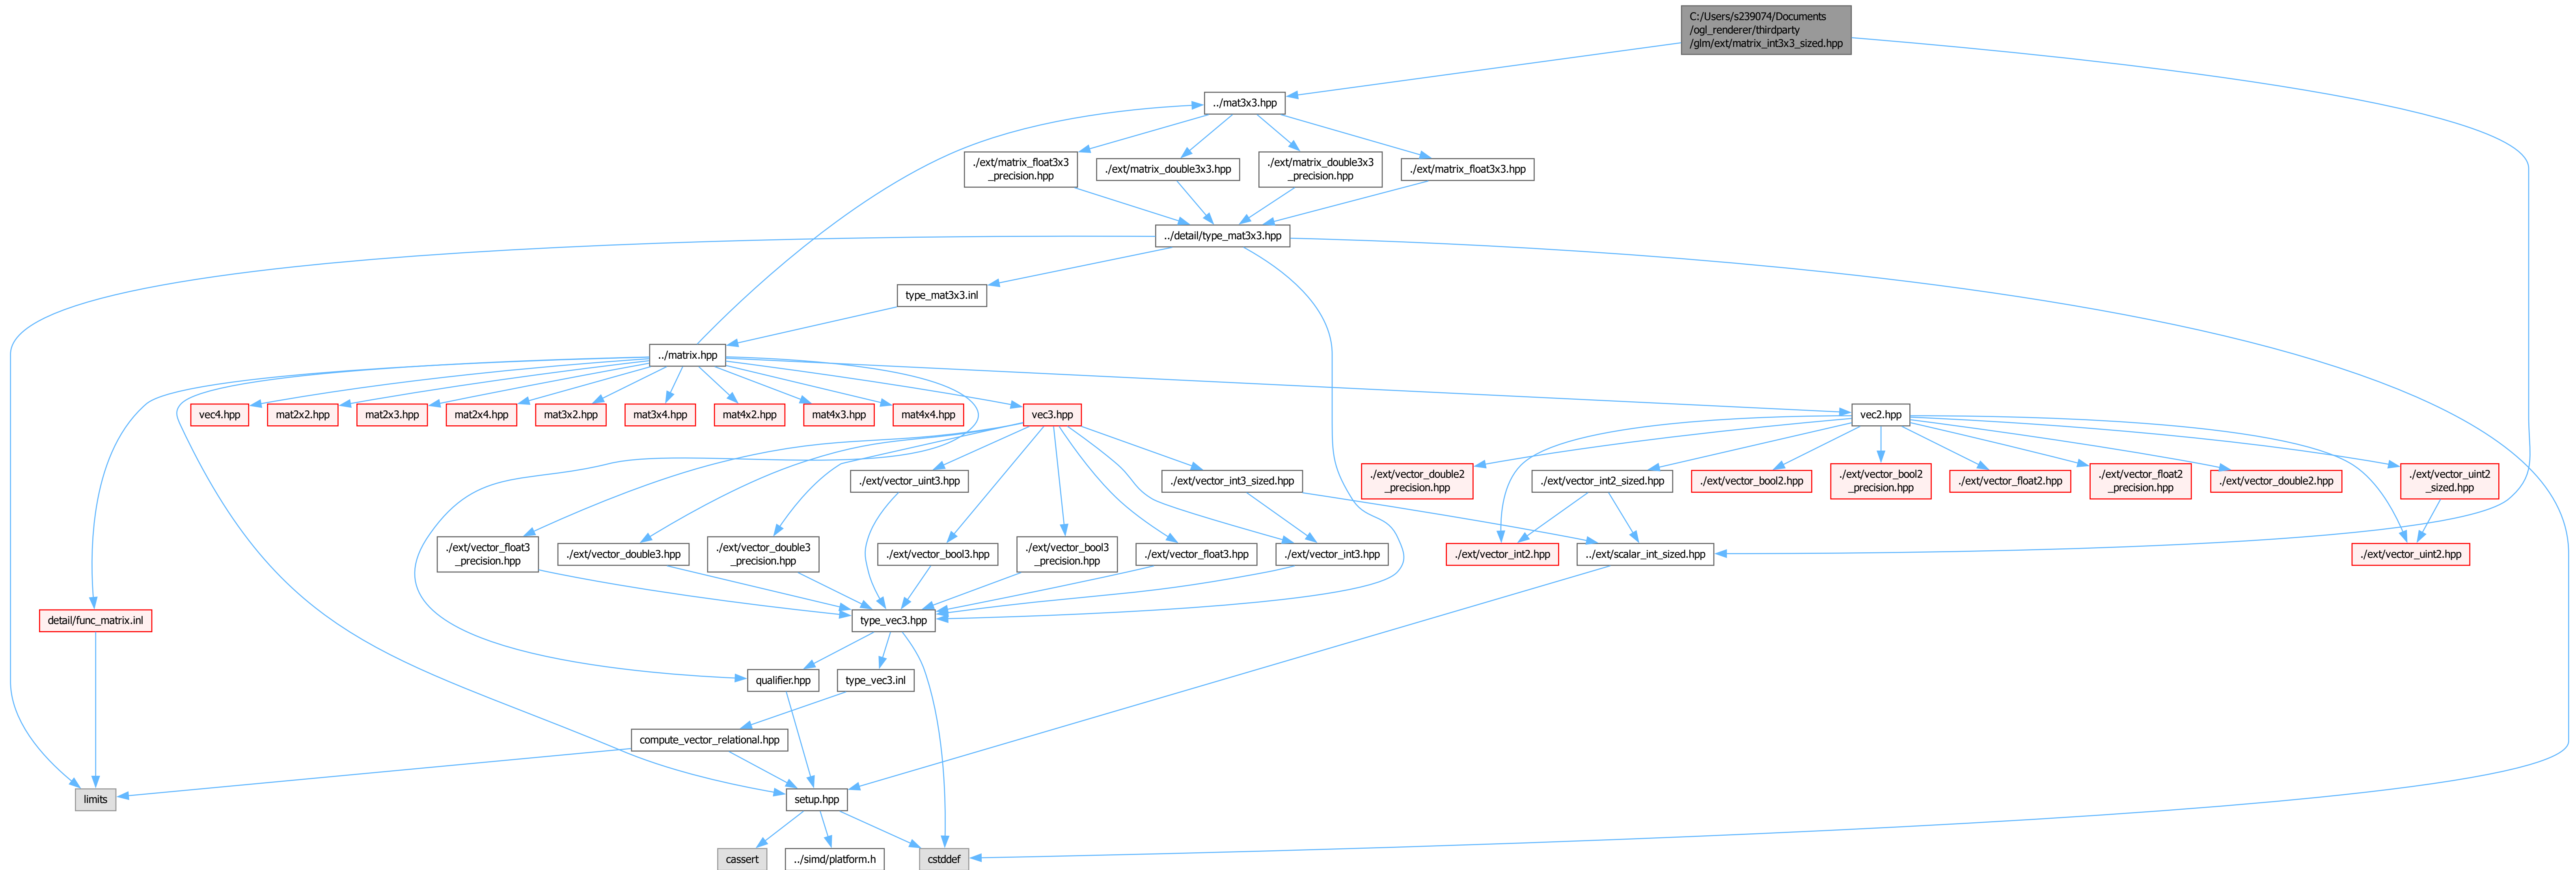 C:/Users/s239074/Documents
/ogl_renderer/thirdparty
/glm/ext/matrix_int3x3_sized.hpp
../mat3x3.hpp
./ext/matrix_float3x3
_precision.hpp
./ext/matrix_double3x3.hpp
./ext/matrix_double3x3
_precision.hpp
./ext/matrix_float3x3.hpp
../detail/type_mat3x3.hpp
type_mat3x3.inl
../matrix.hpp
vec4.hpp
mat2x2.hpp
mat2x3.hpp
mat2x4.hpp
mat3x2.hpp
mat3x4.hpp
mat4x2.hpp
mat4x3.hpp
mat4x4.hpp
vec3.hpp
vec2.hpp
./ext/vector_uint3.hpp
./ext/vector_int3_sized.hpp
./ext/vector_double2
_precision.hpp
./ext/vector_int2_sized.hpp
./ext/vector_bool2.hpp
./ext/vector_bool2
_precision.hpp
./ext/vector_float2.hpp
./ext/vector_float2
_precision.hpp
./ext/vector_double2.hpp
./ext/vector_uint2
_sized.hpp
./ext/vector_float3
_precision.hpp
./ext/vector_double3.hpp
./ext/vector_double3
_precision.hpp
./ext/vector_bool3.hpp
./ext/vector_bool3
_precision.hpp
./ext/vector_float3.hpp
./ext/vector_int3.hpp
./ext/vector_int2.hpp
../ext/scalar_int_sized.hpp
./ext/vector_uint2.hpp
detail/func_matrix.inl
type_vec3.hpp
qualifier.hpp
type_vec3.inl
compute_vector_relational.hpp
limits
setup.hpp
cassert
../simd/platform.h
cstddef